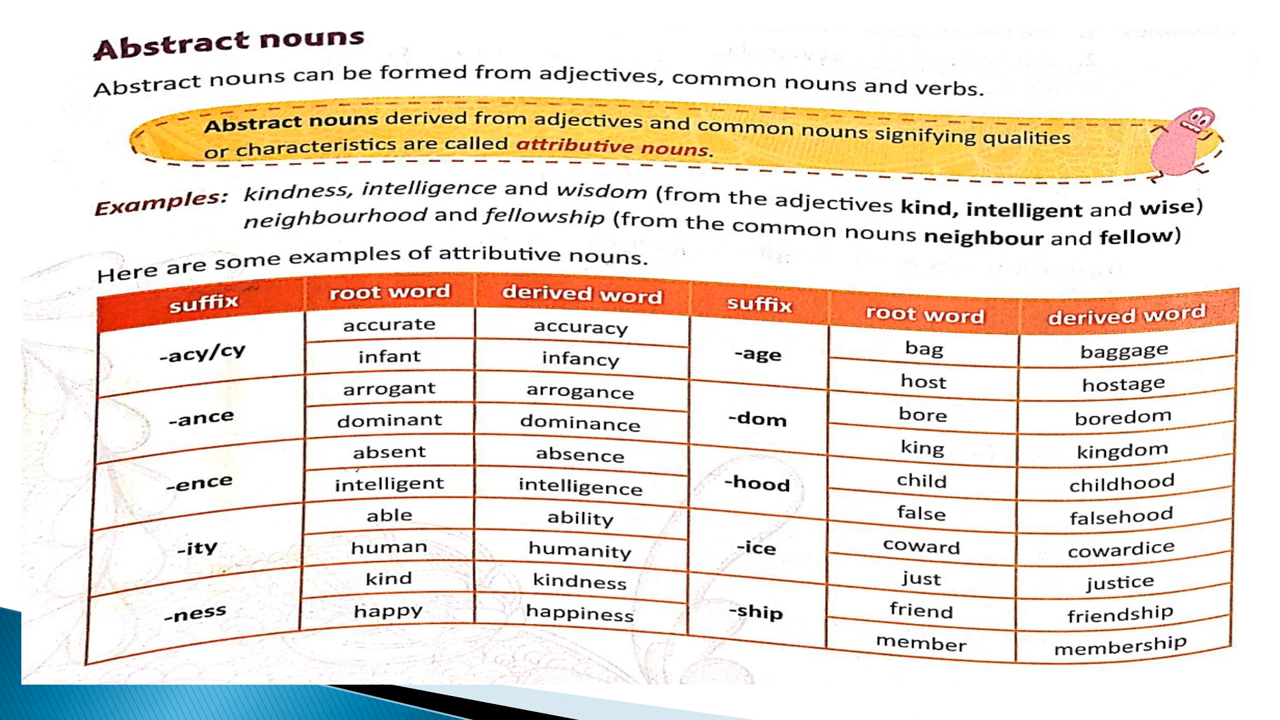 Abstract nouns
Abstract nouns can be formed from adjectives, common nouns and verbs.
Abstract nouns derived from adjectives and common nouns signifying qualities
or characteristics are called attributive nouns.
Examples: kindness, intelligence and wisdom (from the adjectives kind, intelligent and wise)
neighbourhood and fellowship (from the common nouns neighbour and fellow)
Here are some examples of attributive nouns.
suffix root word derived word suffix root word derived word
-acy/cy accurate accuracy -age bag baggage
infant infancy host hostage
-ance arrogant arrogance -dom bore boredom
dominant dominance king kingdom
-ence absent absence -hood child childhood
intelligent intelligence false falsehood
-ity able ability -ice coward cowardice
human humanity just justice
-ness kind kindness -ship friend friendship
happy happiness member membership